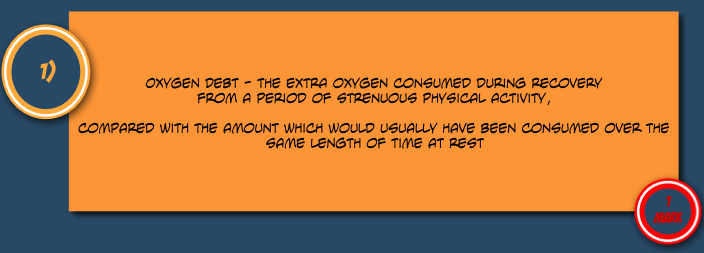 1)
OXYGEN DEBT - THE EXTRA OXYGEN CONSUMED DURING RECOVERY
FROM A PERIOD OF STRENUOUS PHYSICAL ACTIVITY,
COMPARED WITH THE AMOUNT WHICH WOULD USUALLY HAVE BEEN CONSUMED OVER THE
SAME LENGTH OF TIME AT REST
1
MARK